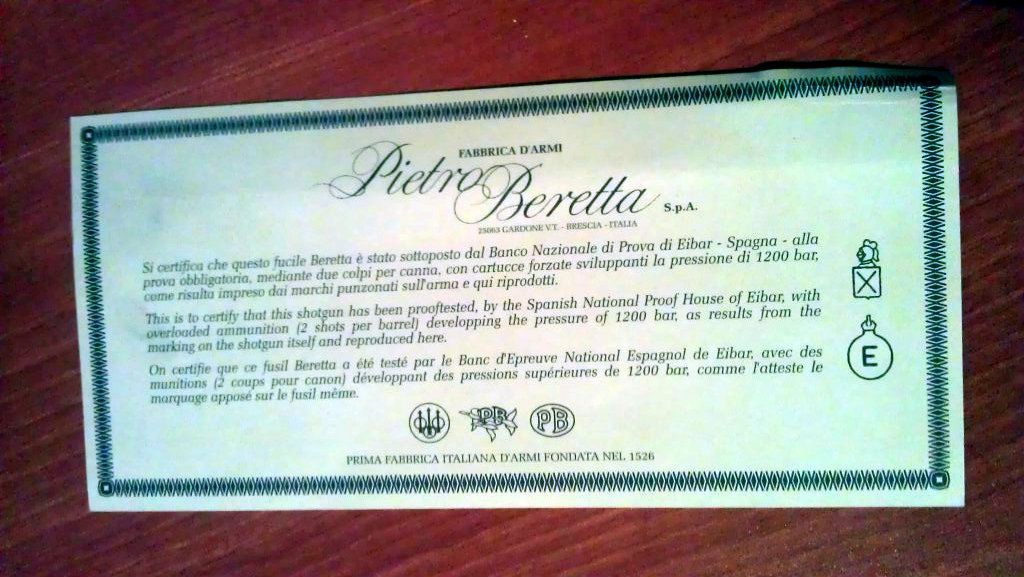 FABBRICA D'ARMI
Pietro Beretta S.p.A.
25063 GARDONE V.T. - BRESCIA - ITALIA
Si certifica che questo fucile Beretta è stato sottoposto dal Banco Nazionale di Prova di Eibar - Spagna - alla
prova obbligatoria, mediante due colpi per canna, con cartucce forzate sviluppanti la pressione di 1200 bar,
come risulta impreso dai marchi punzonati sull'arma e qui riprodotti.
This is to certify that this shotgun has been prooftested, by the Spanish National Proof House of Eibar, with
overloaded ammunition (2 shots per barrel) developping the pressure of 1200 bar, as results from the
marking on the shotgun itself and reproduced here.
On certifie que ce fusil Beretta a été testé par le Banc d'Epreuve National Espagnol de Eibar, avec des
munitions (2 coups pour canon) développant des pressions supérieures de 1200 bar, comme l'atteste le
marquage apposé sur le fusil même.
X
E
PB PB
PRIMA FABBRICA ITALIANA D'ARMI FONDATA NEL 1526